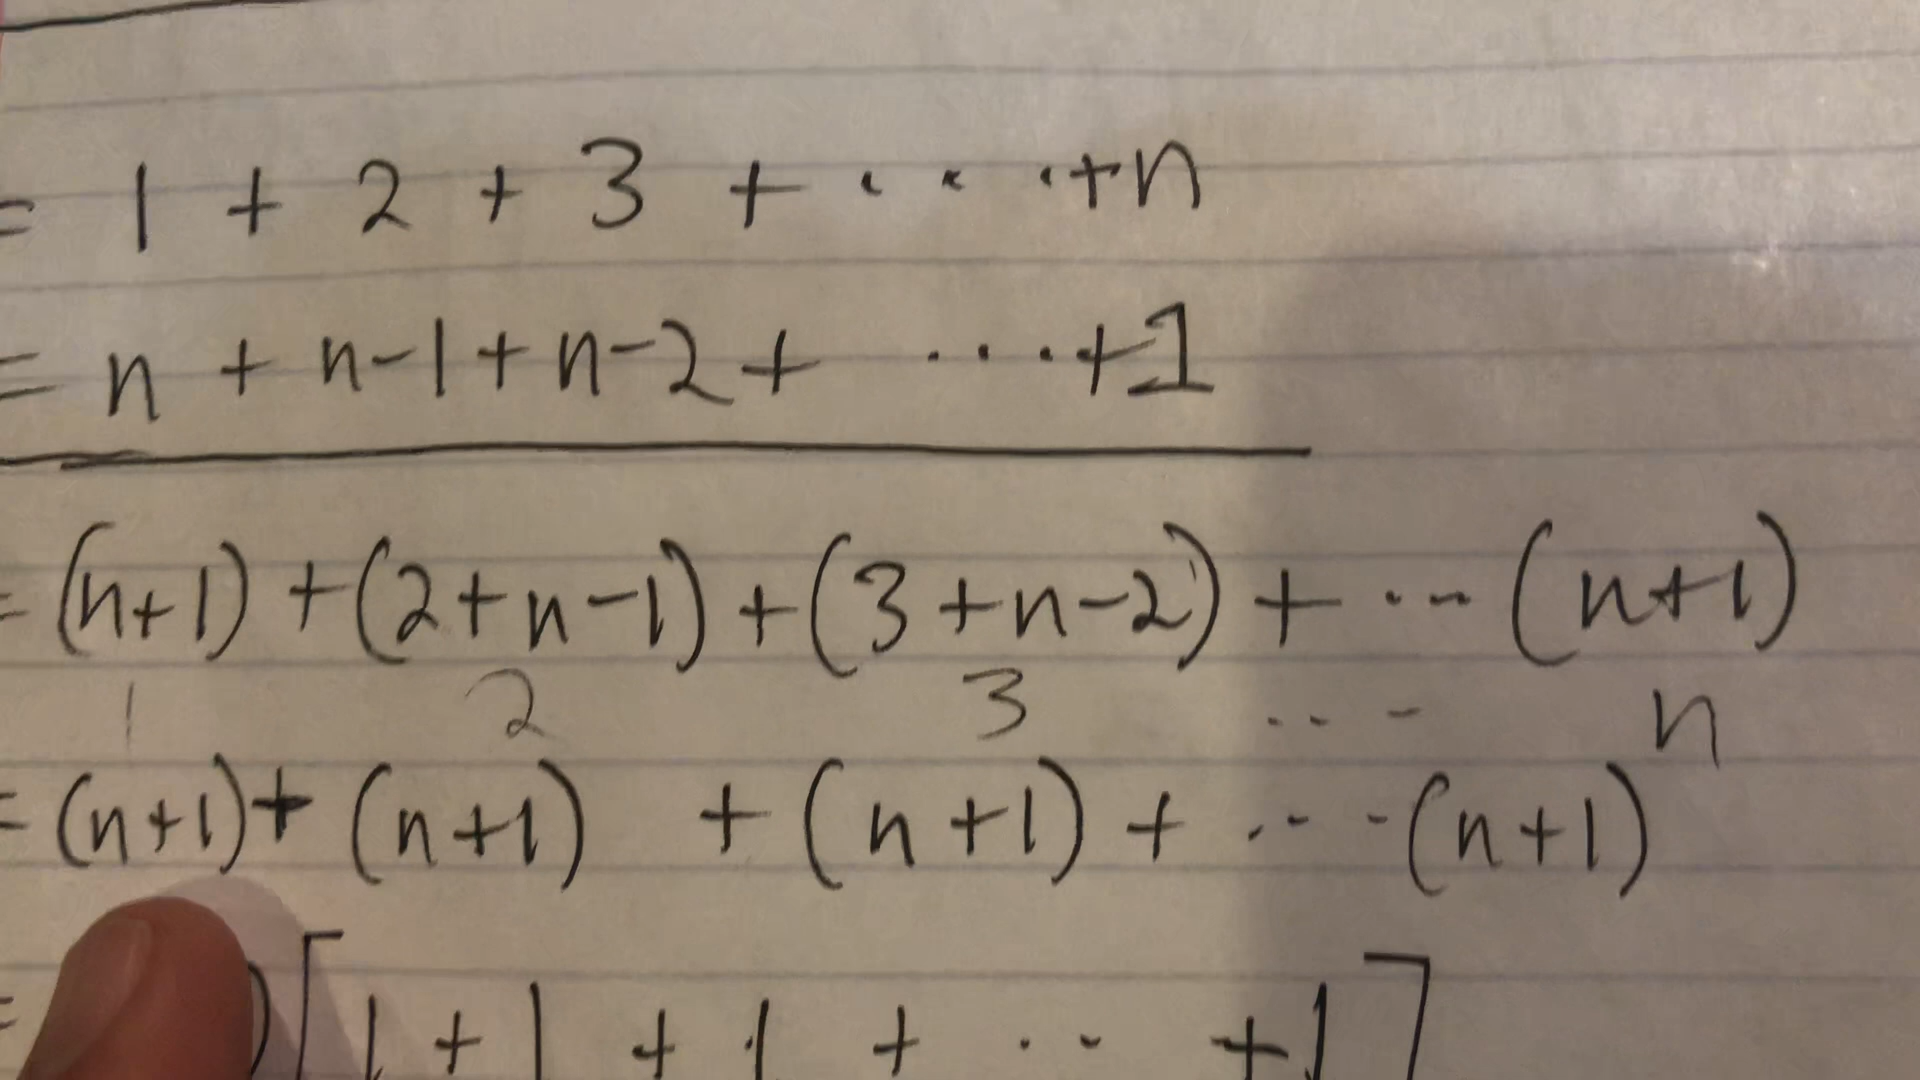 = 1 + 2 + 3 + . . . + n
= n + n-1 + n-2 + ... + 1
= (n+1) + (2+n-1) + (3+n-2) + ... (n+1)
1 2 3 ... n
= (n+1) + (n+1) + (n+1) + ... (n+1)
= )[1 + 1 + 1 + ... + 1]